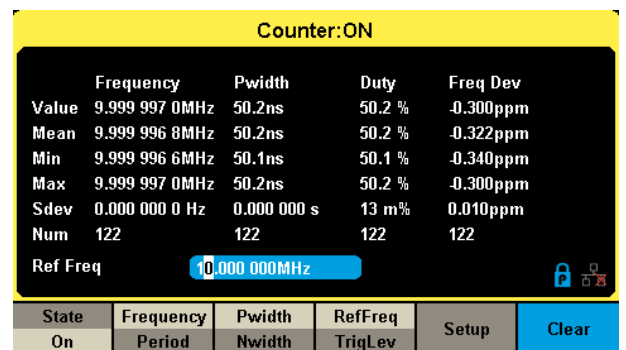 Counter:ON
Frequency Pwidth Duty Freq Dev
Value 9.999 997 0MHz 50.2ns 50.2 % -0.300ppm
Mean 9.999 996 8MHz 50.2ns 50.2 % -0.322ppm
Min 9.999 996 6MHz 50.1ns 50.1 % -0.340ppm
Max 9.999 997 0MHz 50.2ns 50.2 % -0.300ppm
Sdev 0.000 000 0 Hz 0.000 000 s 13 m% 0.010ppm
Num 122 122 122 122
Ref Freq 10.000 000MHz
P
State Frequency Pwidth RefFreq Setup Clear
On Period Nwidth TrigLev